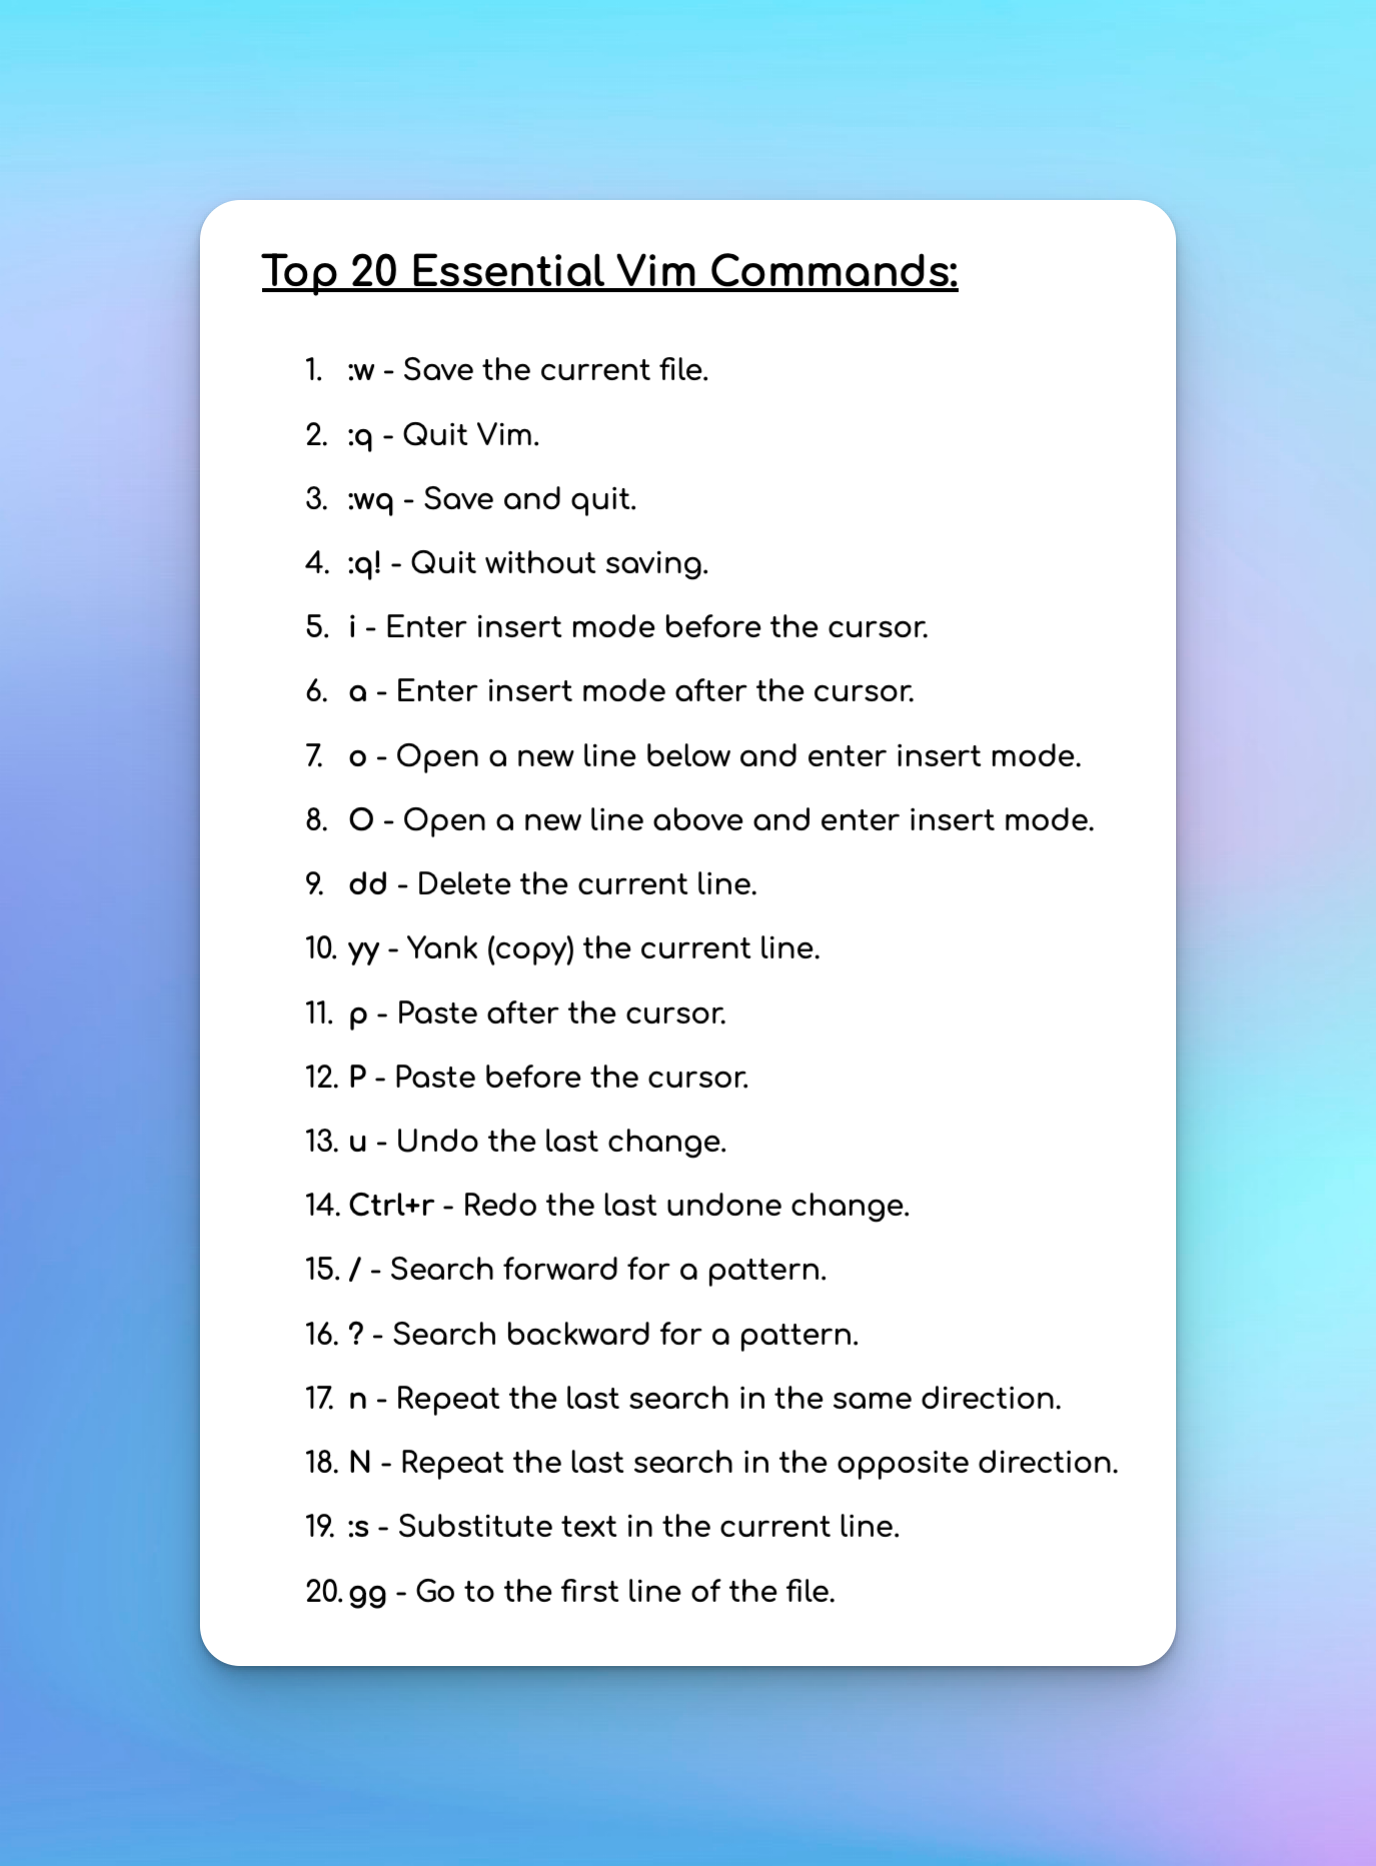 Top 20 Essential Vim Commands:
1. :w - Save the current file.
2. :q - Quit Vim.
3. :wq - Save and quit.
4. :q! - Quit without saving.
5. i - Enter insert mode before the cursor.
6. a - Enter insert mode after the cursor.
7. o - Open a new line below and enter insert mode.
8. O - Open a new line above and enter insert mode.
9. dd - Delete the current line.
10. yy - Yank (copy) the current line.
11. p - Paste after the cursor.
12. P - Paste before the cursor.
13. u - Undo the last change.
14. Ctrl+r - Redo the last undone change.
15. / - Search forward for a pattern.
16. ? - Search backward for a pattern.
17. n - Repeat the last search in the same direction.
18. N - Repeat the last search in the opposite direction.
19. :s - Substitute text in the current line.
20. gg - Go to the first line of the file.